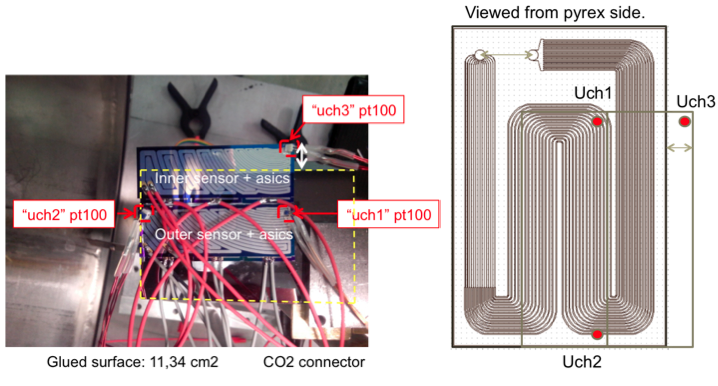 Viewed from pyrex side.
“uch3” pt100
Uch1
Uch3
Inner sensor + asics
“uch2” pt100
“uch1” pt100
Outer sensor + asics
Glued surface: 11,34 cm2
CO2 connector
Uch2